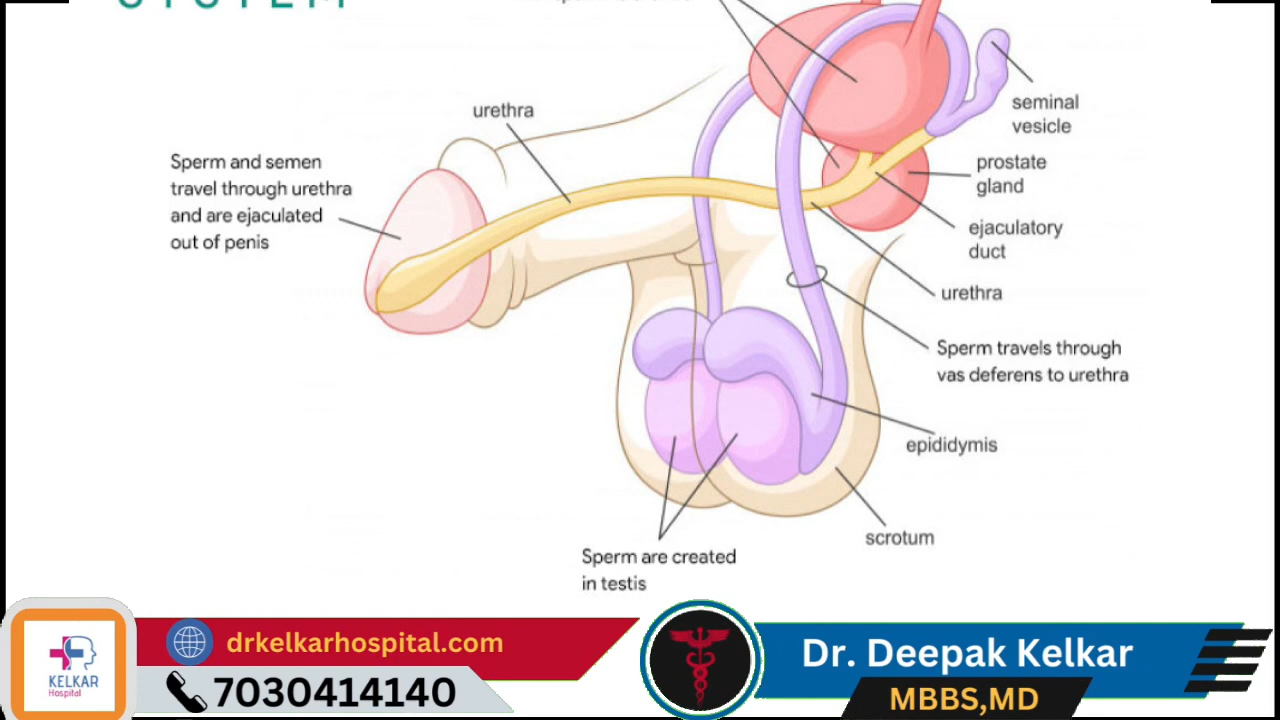 SYSTEM
urethra
seminal
vesicle
Sperm and semen
travel through urethra
and are ejaculated
out of penis
prostate
gland
ejaculatory
duct
urethra
Sperm travels through
vas deferens to urethra
epididymis
scrotum
Sperm are created
in testis
KELKAR
Hospital
drkelkarhospital.com
7030414140
Dr. Deepak Kelkar
MBBS,MD